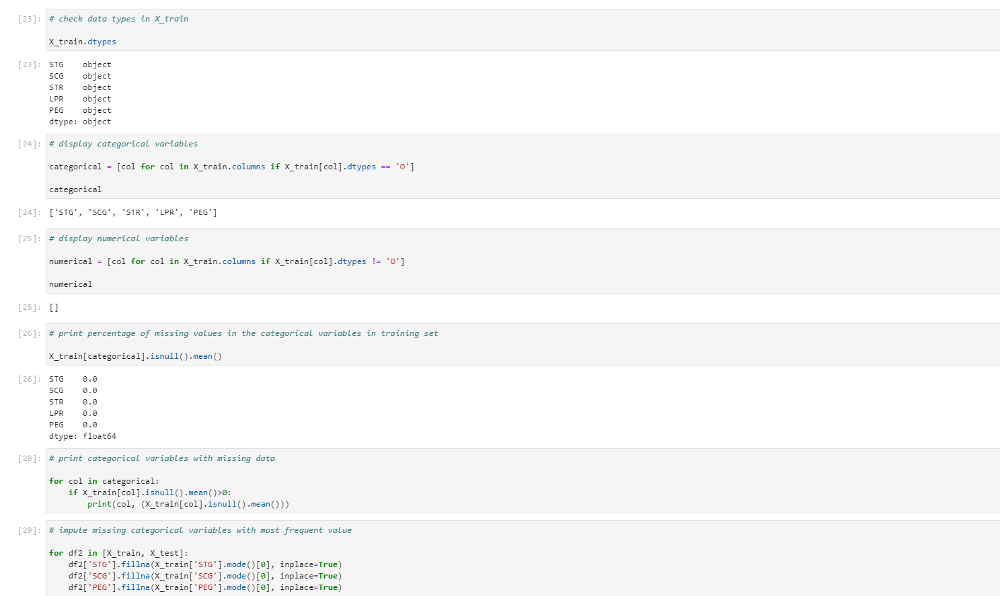 [23]: # check data types in X_train
X_train.dtypes
[23]: STG    object
SCG    object
STR    object
LPR    object
PEG    object
dtype: object
[24]: # display categorical variables
categorical = [col for col in X_train.columns if X_train[col].dtypes == 'O']
categorical
[24]: ['STG', 'SCG', 'STR', 'LPR', 'PEG']
[25]: # display numerical variables
numerical = [col for col in X_train.columns if X_train[col].dtypes != 'O']
numerical
[25]: []
[26]: # print percentage of missing values in the categorical variables in training set
X_train[categorical].isnull().mean()
[26]: STG    0.0
SCG    0.0
STR    0.0
LPR    0.0
PEG    0.0
dtype: float64
[28]: # print categorical variables with missing data
for col in categorical:
    if X_train[col].isnull().mean()>0:
        print(col, (X_train[col].isnull().mean()))
[29]: # impute missing categorical variables with most frequent value
for df2 in [X_train, X_test]:
    df2['STG'].fillna(X_train['STG'].mode()[0], inplace=True)
    df2['SCG'].fillna(X_train['SCG'].mode()[0], inplace=True)
    df2['PEG'].fillna(X_train['PEG'].mode()[0], inplace=True)